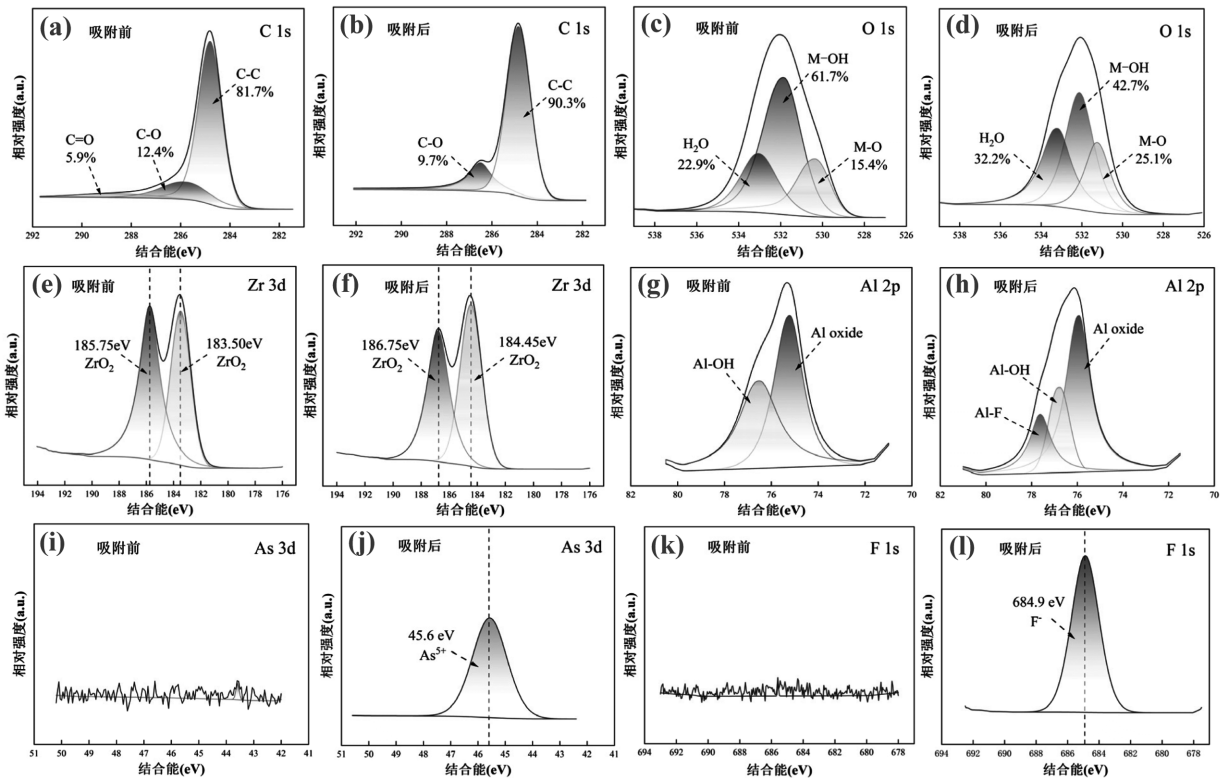 (a)
吸附前
C 1s
C-C
81.7%
C=O
5.9%
C-O
12.4%
相对强度(a.u.)
292 290 288 286 284 282
结合能(eV)
(b)
吸附后
C 1s
C-C
90.3%
C-O
9.7%
相对强度(a.u.)
292 290 288 286 284 282
结合能(eV)
(c)
吸附前
O 1s
M−OH
61.7%
H₂O
22.9%
M-O
15.4%
相对强度(a.u.)
538 536 534 532 530 528 526
结合能(eV)
(d)
吸附后
O 1s
M-OH
42.7%
H₂O
32.2%
M-O
25.1%
相对强度(a.u.)
538 536 534 532 530 528 526
结合能(eV)
(e)
吸附前
Zr 3d
185.75eV
ZrO₂
183.50eV
ZrO₂
相对强度(a.u.)
194 192 190 188 186 184 182 180 178 176
结合能(eV)
(f)
吸附后
Zr 3d
186.75eV
ZrO₂
184.45eV
ZrO₂
相对强度(a.u.)
194 192 190 188 186 184 182 180 178 176
结合能(eV)
(g)
吸附前
Al 2p
Al oxide
Al-OH
相对强度(a.u.)
82 80 78 76 74 72 70
结合能(eV)
(h)
吸附后
Al 2p
Al oxide
Al-OH
Al-F
相对强度(a.u.)
82 80 78 76 74 72 70
结合能(eV)
(i)
吸附前
As 3d
相对强度(a.u.)
51 50 49 48 47 46 45 44 43 42 41
结合能(eV)
(j)
吸附后
As 3d
45.6 eV
As⁵⁺
相对强度(a.u.)
51 50 49 48 47 46 45 44 43 42 41
结合能(eV)
(k)
吸附前
F 1s
相对强度(a.u.)
694 692 690 688 686 684 682 680 678
结合能(eV)
(l)
吸附后
F 1s
684.9 eV
F⁻
相对强度(a.u.)
694 692 690 688 686 684 682 680 678
结合能(eV)